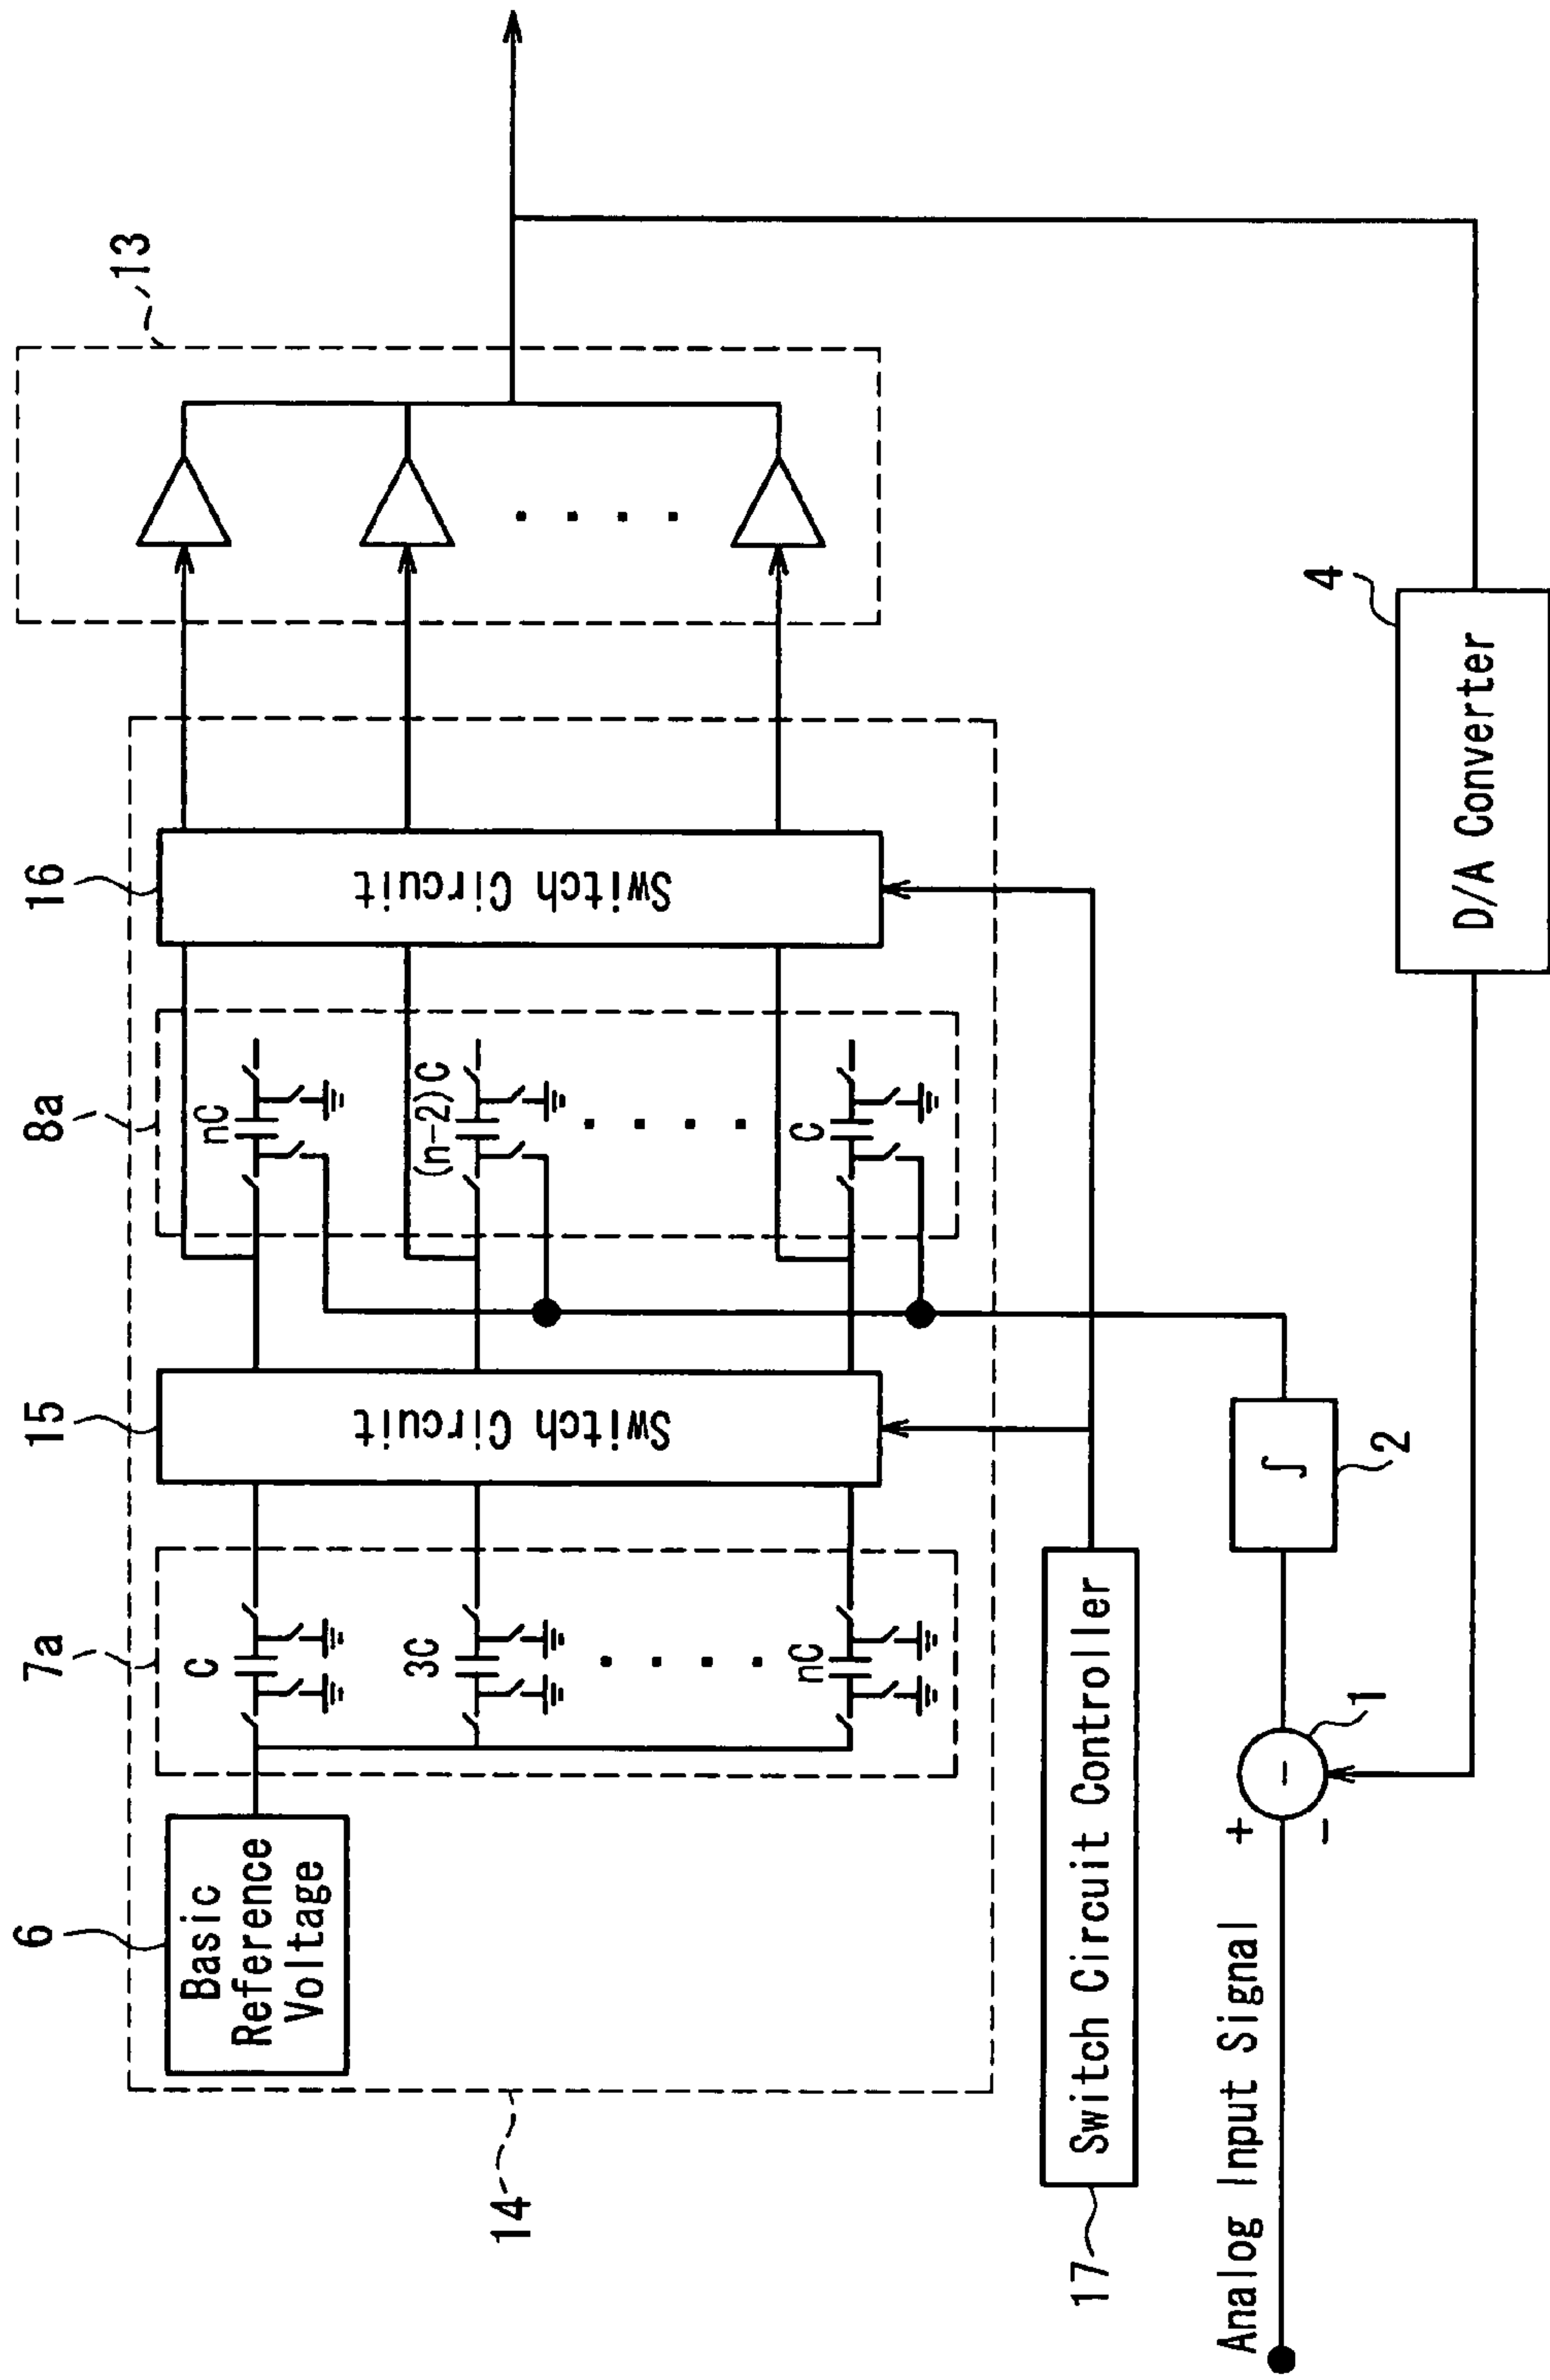 13
16
8a
15
7a
6
nC
(n-2)C
C
Switch Circuit
Switch Circuit
C
3C
nC
Basic
Reference
Voltage
14
17
Switch Circuit Controller
4
D/A Converter
∫
2
1
-
+
-
Analog Input Signal